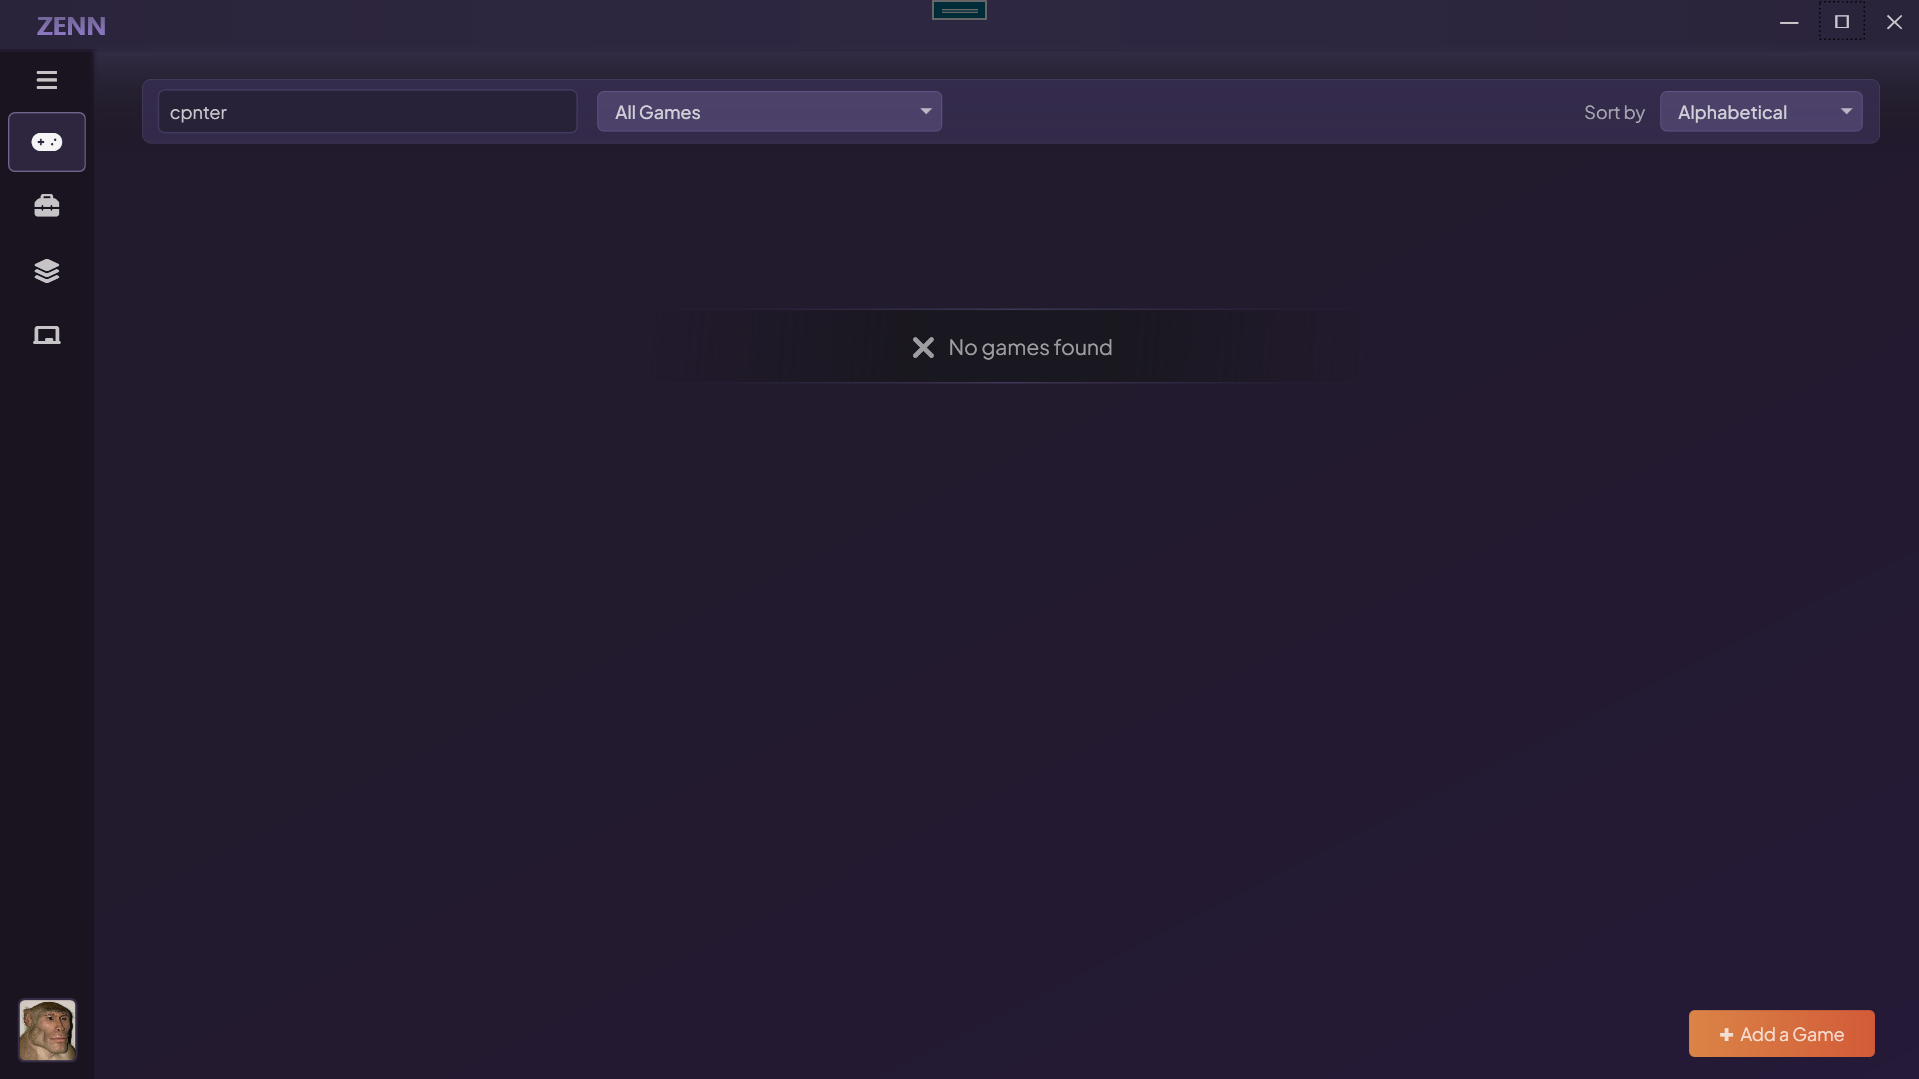 ZENN
cpnter
All Games
Sort by
Alphabetical
No games found
Add a Game